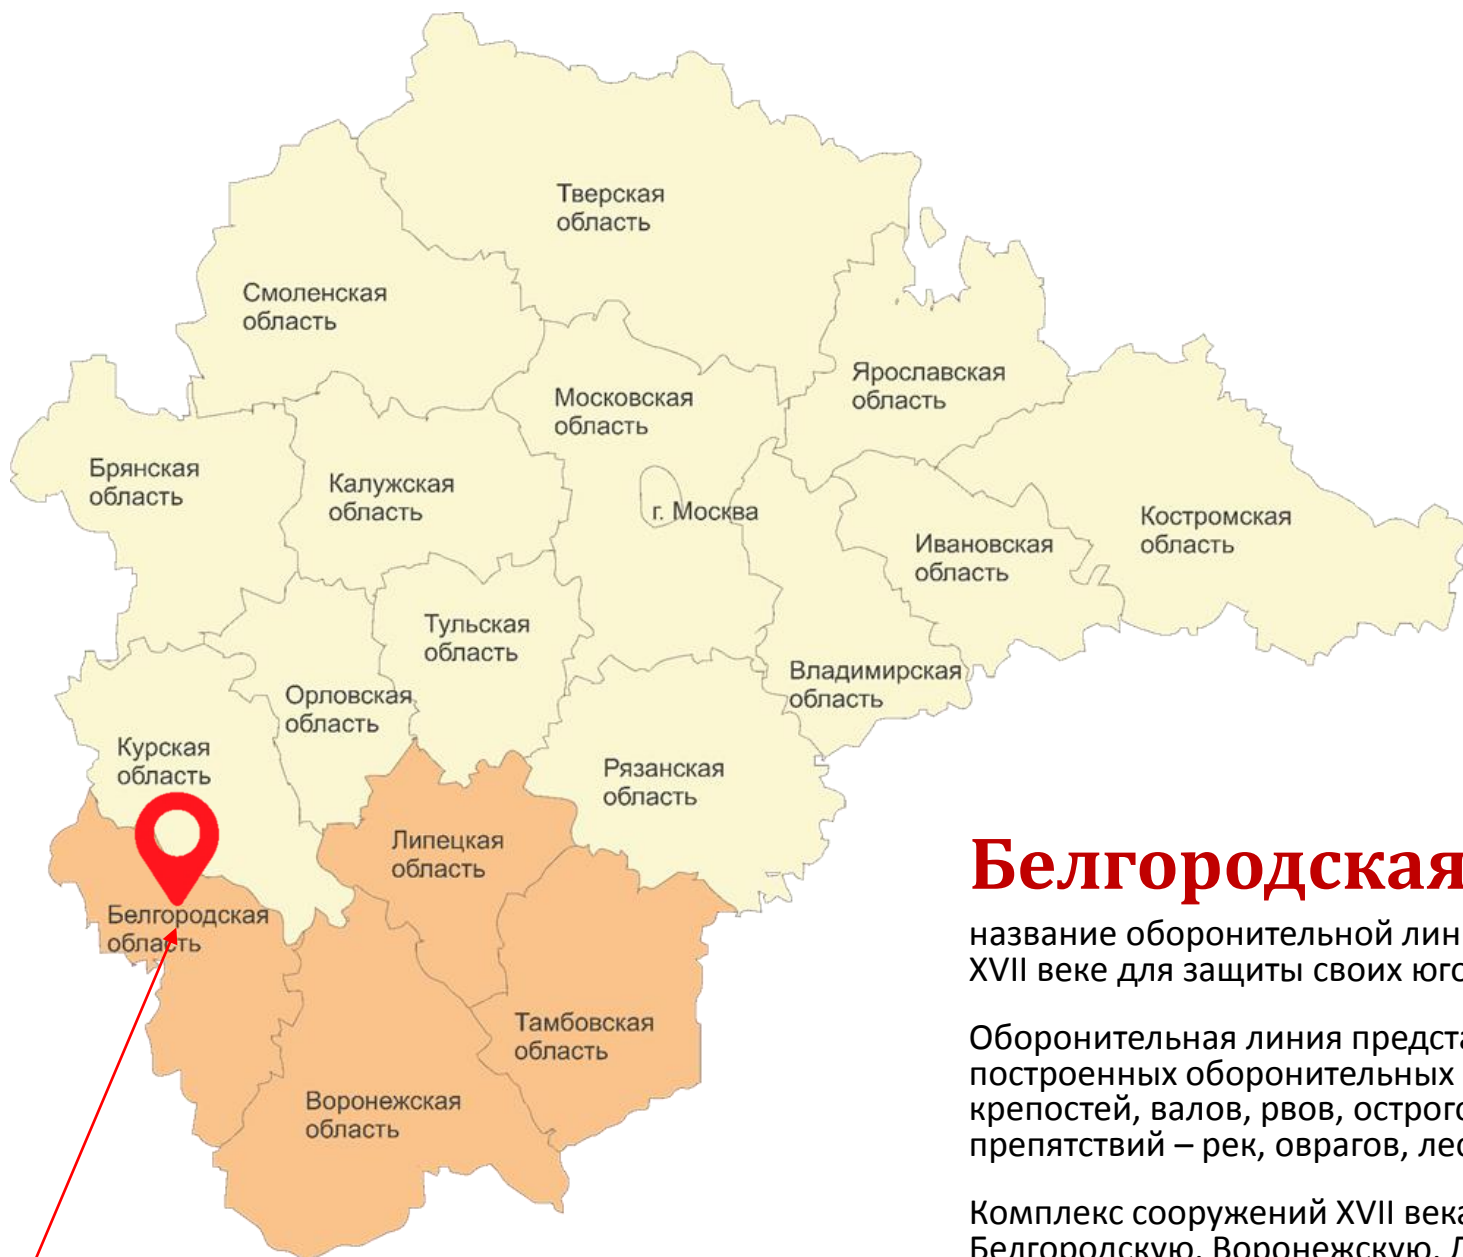 Тверская
область
Смоленская
область
Ярославская
область
Московская
область
Брянская
область
Калужская
область
г. Москва
Костромская
область
Ивановская
область
Тульская
область
Владимирская
область
Орловская
область
Курская
область
Рязанская
область
Липецкая
область
Белгородская
область
Тамбовская
область
Воронежская
область
Белгородская
название оборонительной лин
XVII веке для защиты своих юго
Оборонительная линия предста
построенных оборонительных
крепостей, валов, рвов, острого
препятствий – рек, оврагов, лес
Комплекс сооружений XVII века
Белгородскую, Воронежскую, Л